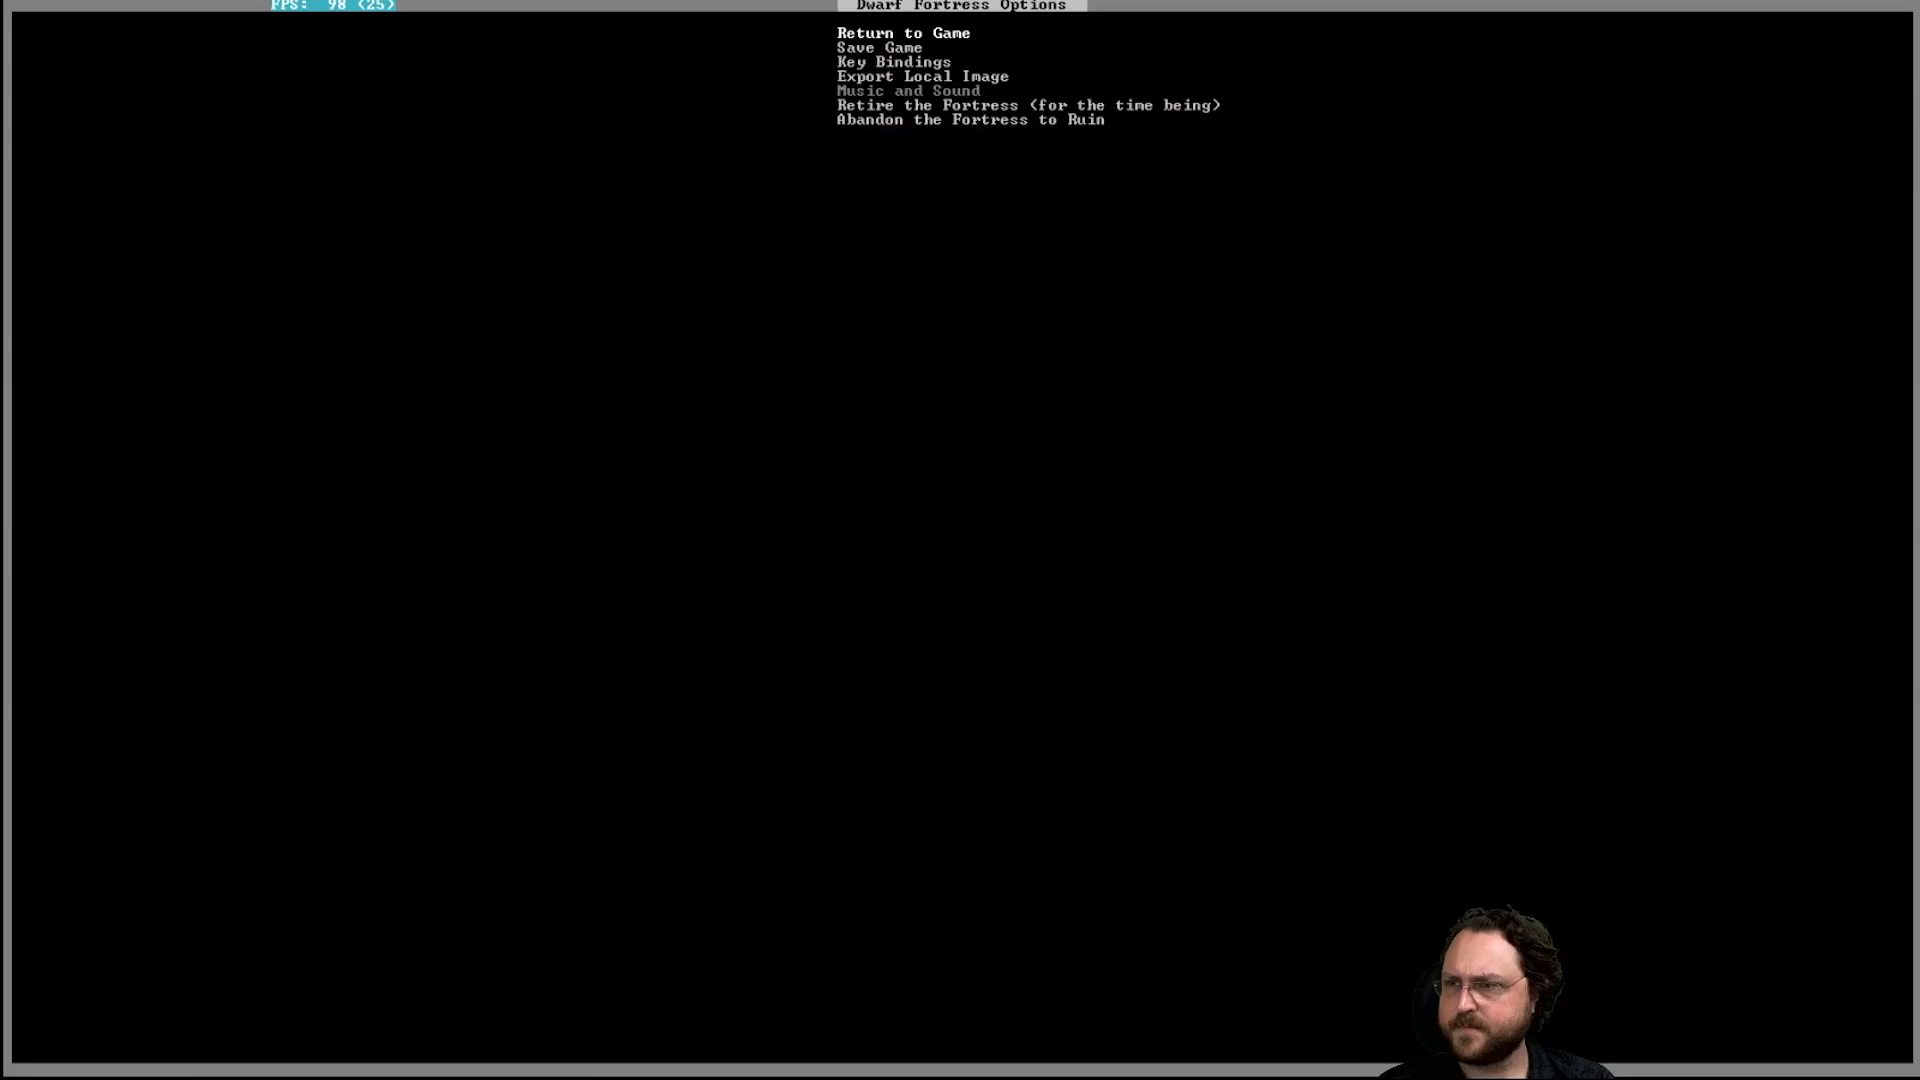 FPS:  98 (25)
Dwarf Fortress Options
Return to Game
Save Game
Key Bindings
Export Local Image
Music and Sound
Retire the Fortress (for the time being)
Abandon the Fortress to Ruin